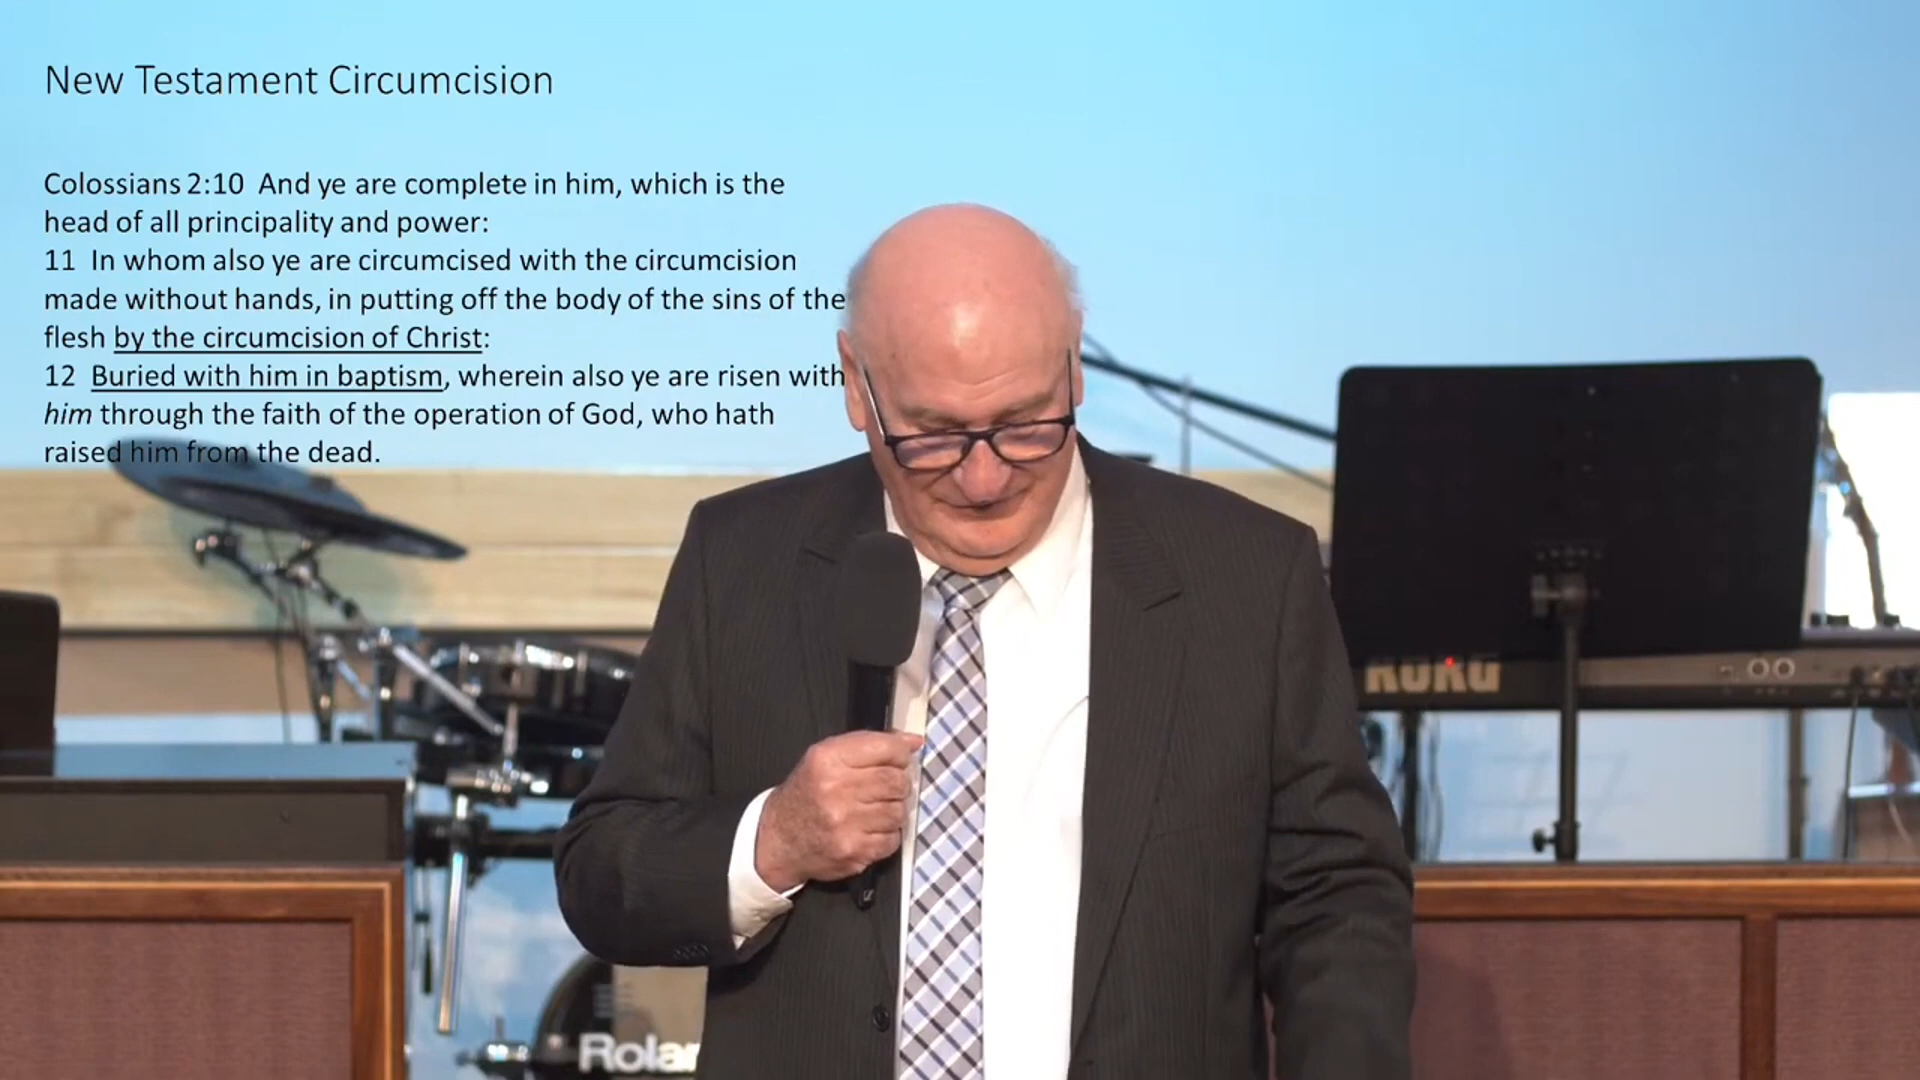 New Testament Circumcision
Colossians 2:10 And ye are complete in him, which is the
head of all principality and power:
11 In whom also ye are circumcised with the circumcision
made without hands, in putting off the body of the sins of the
flesh by the circumcision of Christ:
12 Buried with him in baptism, wherein also ye are risen with
him through the faith of the operation of God, who hath
raised him from the dead.
KORG
Rolan